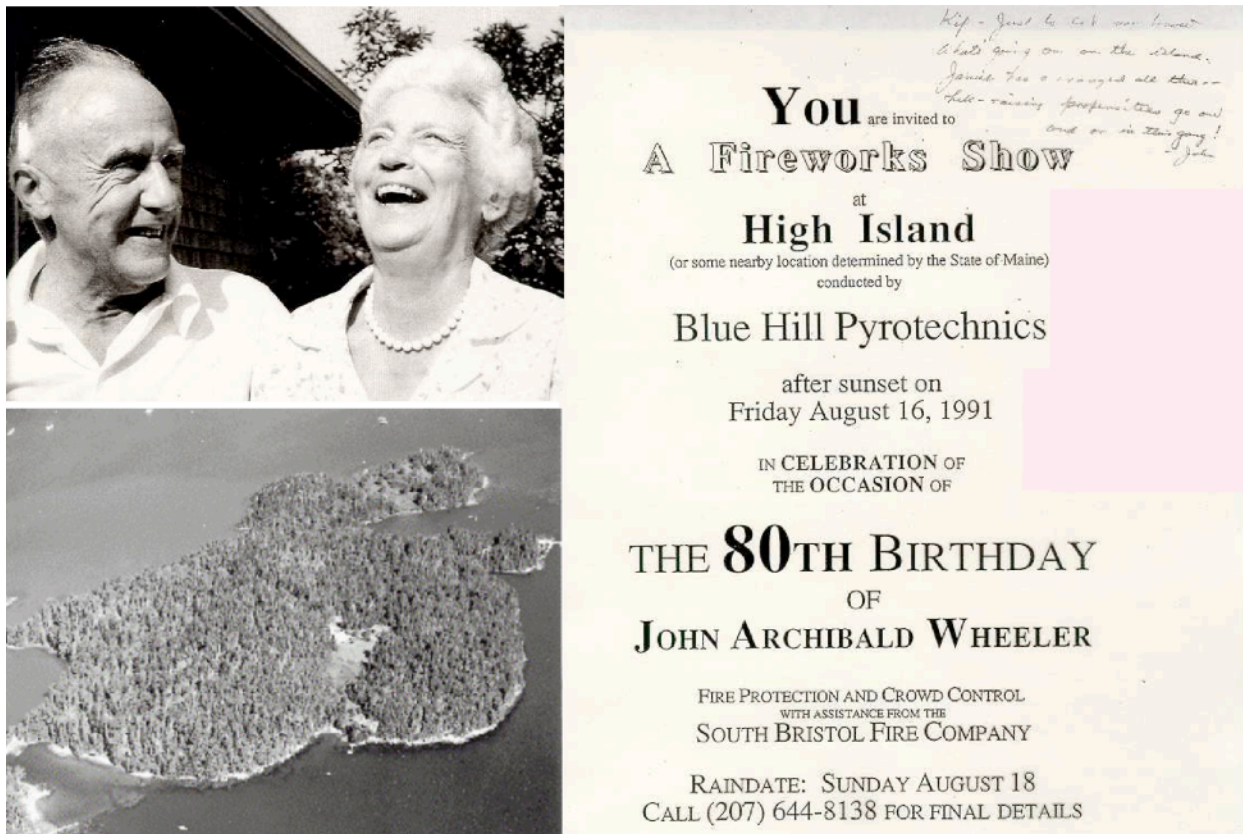 Kip - Just to let you know
what's going on on the island.
Jamie has arranged all this --
hell-raising propensities go on
and on in this gang!
John
You are invited to
A Fireworks Show
at
High Island
(or some nearby location determined by the State of Maine)
conducted by
Blue Hill Pyrotechnics
after sunset on
Friday August 16, 1991
IN CELEBRATION OF
THE OCCASION OF
THE 80TH BIRTHDAY
OF
JOHN ARCHIBALD WHEELER
FIRE PROTECTION AND CROWD CONTROL
WITH ASSISTANCE FROM THE
SOUTH BRISTOL FIRE COMPANY
RAINDATE: SUNDAY AUGUST 18
CALL (207) 644-8138 FOR FINAL DETAILS